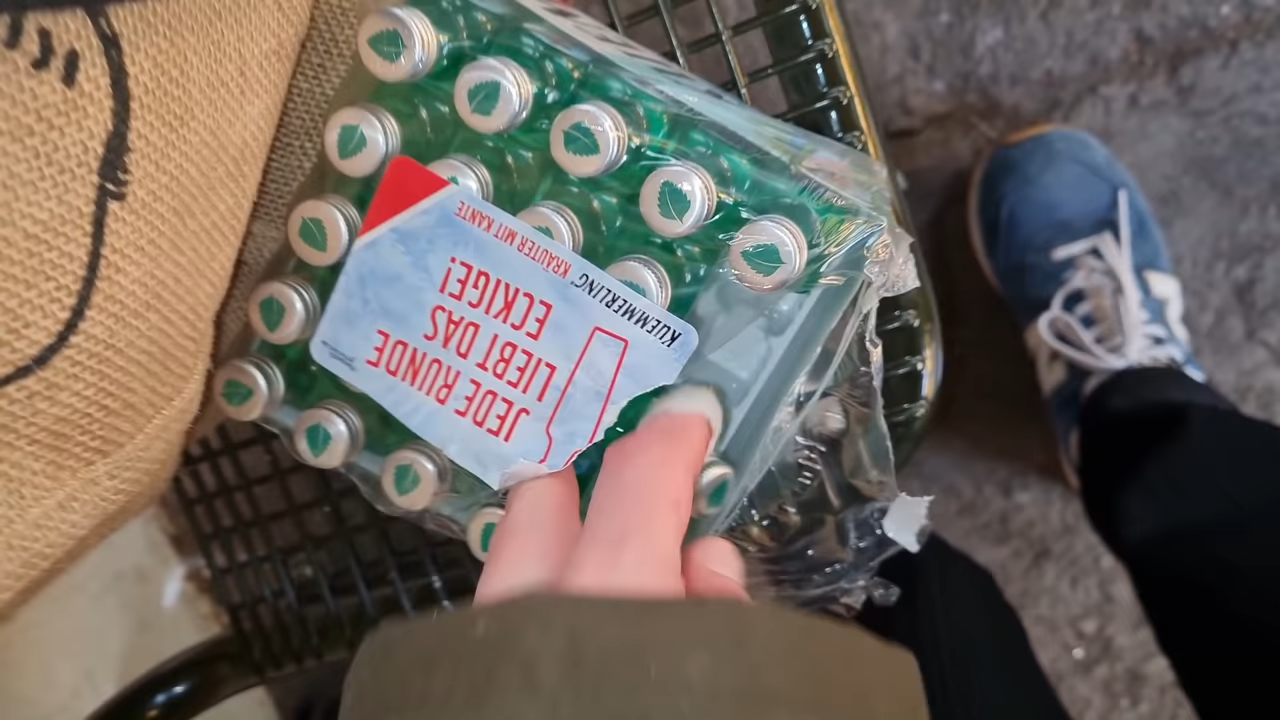 JEDE RUNDE
LIEBT DAS
ECKIGE!
KUEMMERLING KRÄUTER MIT KANTE